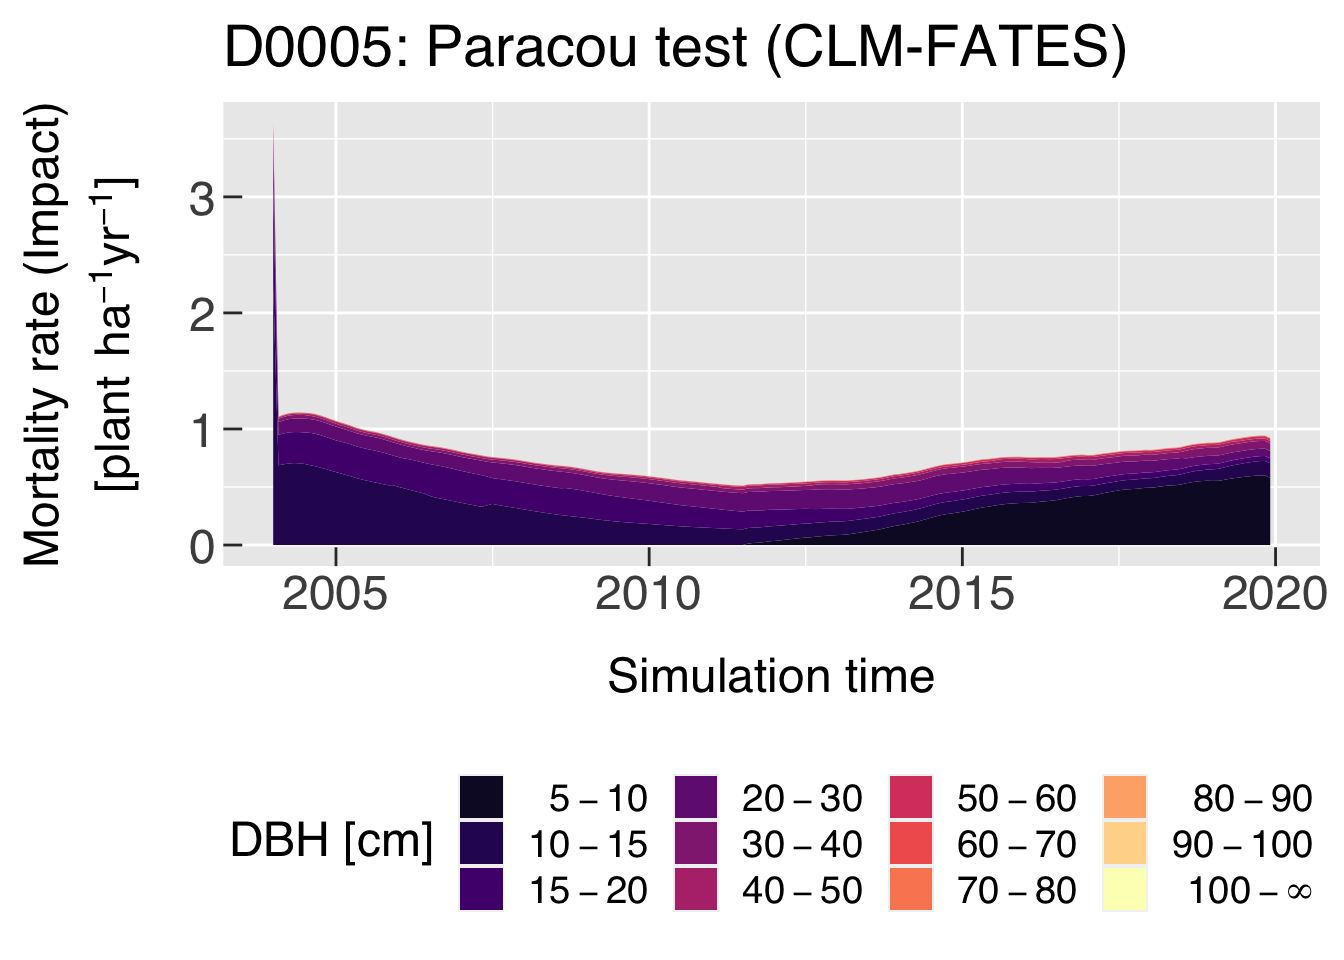 D0005: Paracou test (CLM-FATES)
Mortality rate (Impact)
[plant ha⁻¹yr⁻¹]
3
2
1
0
2005 2010 2015 2020
Simulation time
DBH [cm]
5 – 10 20 – 30 50 – 60 80 – 90
10 – 15 30 – 40 60 – 70 90 – 100
15 – 20 40 – 50 70 – 80 100 – ∞